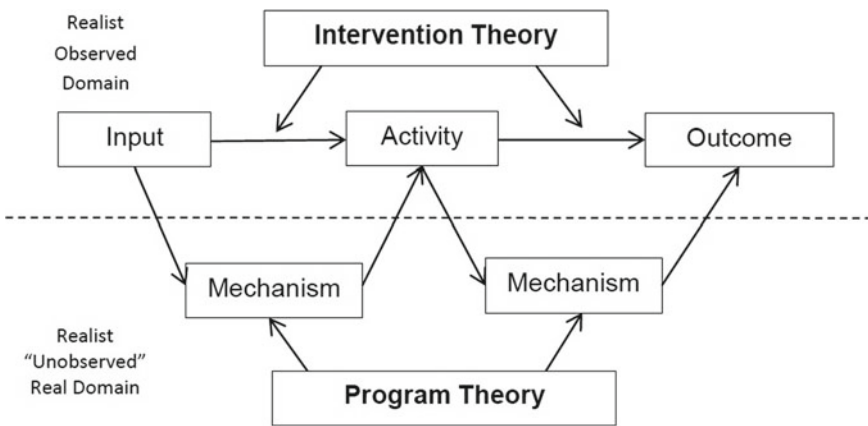 Realist
Observed
Domain
Intervention Theory
Input
Activity
Outcome
Mechanism
Mechanism
Realist
“Unobserved”
Real Domain
Program Theory